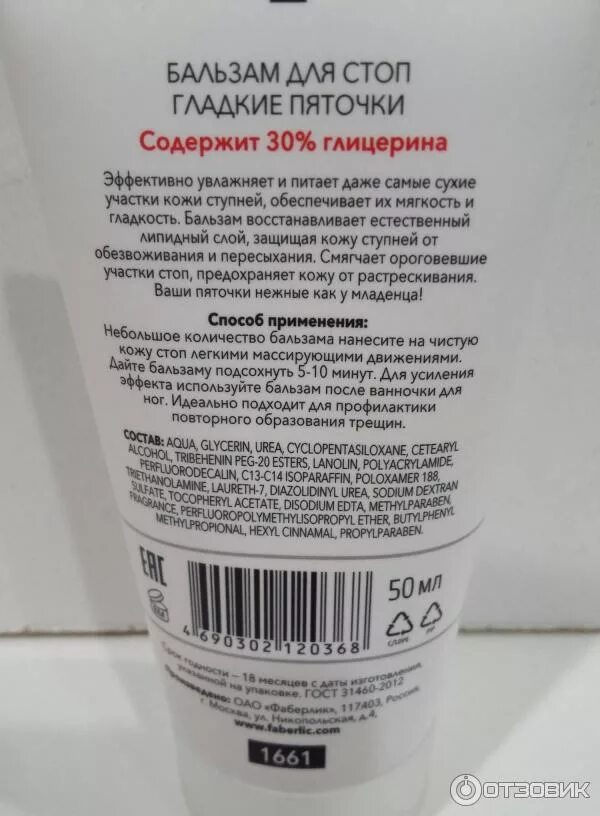 БАЛЬЗАМ ДЛЯ СТОП
ГЛАДКИЕ ПЯТОЧКИ
Содержит 30% глицерина
Эффективно увлажняет и питает даже самые сухие
участки кожи ступней, обеспечивает их мягкость и
гладкость. Бальзам восстанавливает естественный
липидный слой, защищая кожу ступней от
обезвоживания и пересыхания. Смягчает ороговевшие
участки стоп, предохраняет кожу от растрескивания.
Ваши пяточки нежные как у младенца!
Способ применения:
Небольшое количество бальзама нанесите на чистую
кожу стоп легкими массирующими движениями.
Дайте бальзаму подсохнуть 5-10 минут. Для усиления
эффекта используйте бальзам после ванночки для
ног. Идеально подходит для профилактики
повторного образования трещин.
СОСТАВ: AQUA, GLYCERIN, UREA, CYCLOPENTASILOXANE, CETEARYL
ALCOHOL, TRIBEHENIN PEG-20 ESTERS, LANOLIN, POLYACRYLAMIDE,
PERFLUORODECALIN, C13-C14 ISOPARAFFIN, POLOXAMER 188,
TRIETHANOLAMINE, LAURETH-7, DIAZOLIDINYL UREA, SODIUM DEXTRAN
SULFATE, TOCOPHERYL ACETATE, DISODIUM EDTA, METHYLPARABEN,
FRAGRANCE, PERFLUOROPOLYMETHYLISOPROPYL ETHER, BUTYLPHENYL
METHYLPROPIONAL, HEXYL CINNAMAL, PROPYLPARABEN.
EAC
50 МЛ
4 690302 120368
C/LDPE
PP
Срок годности – 18 месяцев с даты изготовления,
указанной на упаковке. ГОСТ 31460-2012
Произведено: ОАО «Фаберлик», 117403, Россия,
г. Москва, ул. Никопольская, д.4,
www.faberlic.com
1661
ОТЗОВИК